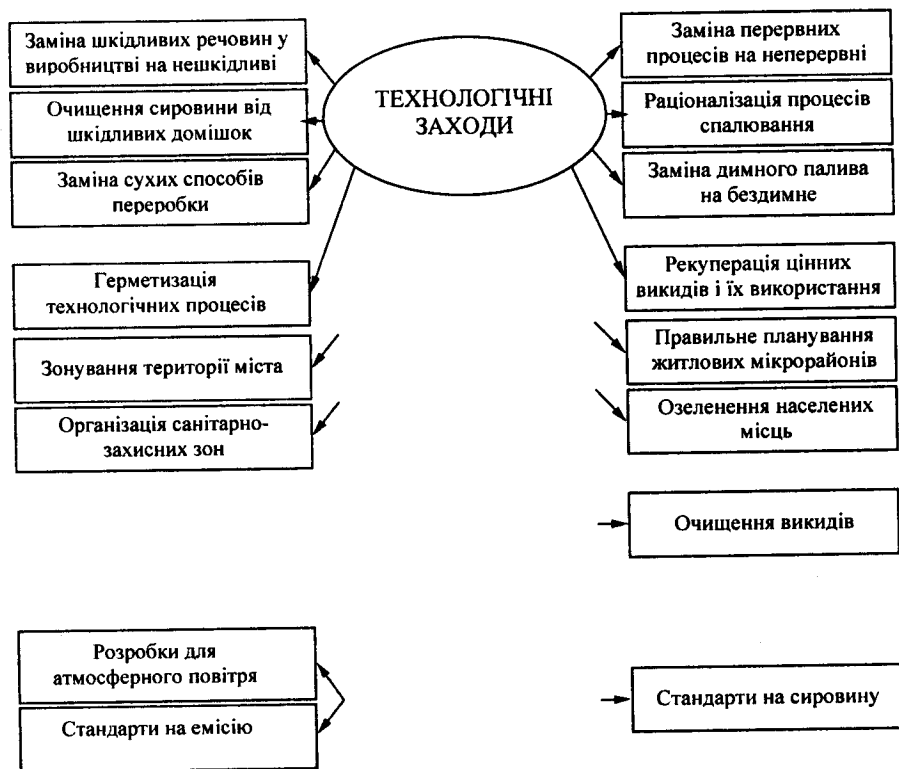 Заміна шкідливих речовин у
виробництві на нешкідливі
Очищення сировини від
шкідливих домішок
Заміна сухих способів
переробки
Герметизація
технологічних процесів
Зонування території міста
Організація санітарно-
захисних зон
Розробки для
атмосферного повітря
Стандарти на емісію
ТЕХНОЛОГІЧНІ
ЗАХОДИ
Заміна перервних
процесів на неперервні
Раціоналізація процесів
спалювання
Заміна димного палива
на бездимне
Рекуперація цінних
викидів і їх використання
Правильне планування
житлових мікрорайонів
Озеленення населених
місць
Очищення викидів
Стандарти на сировину